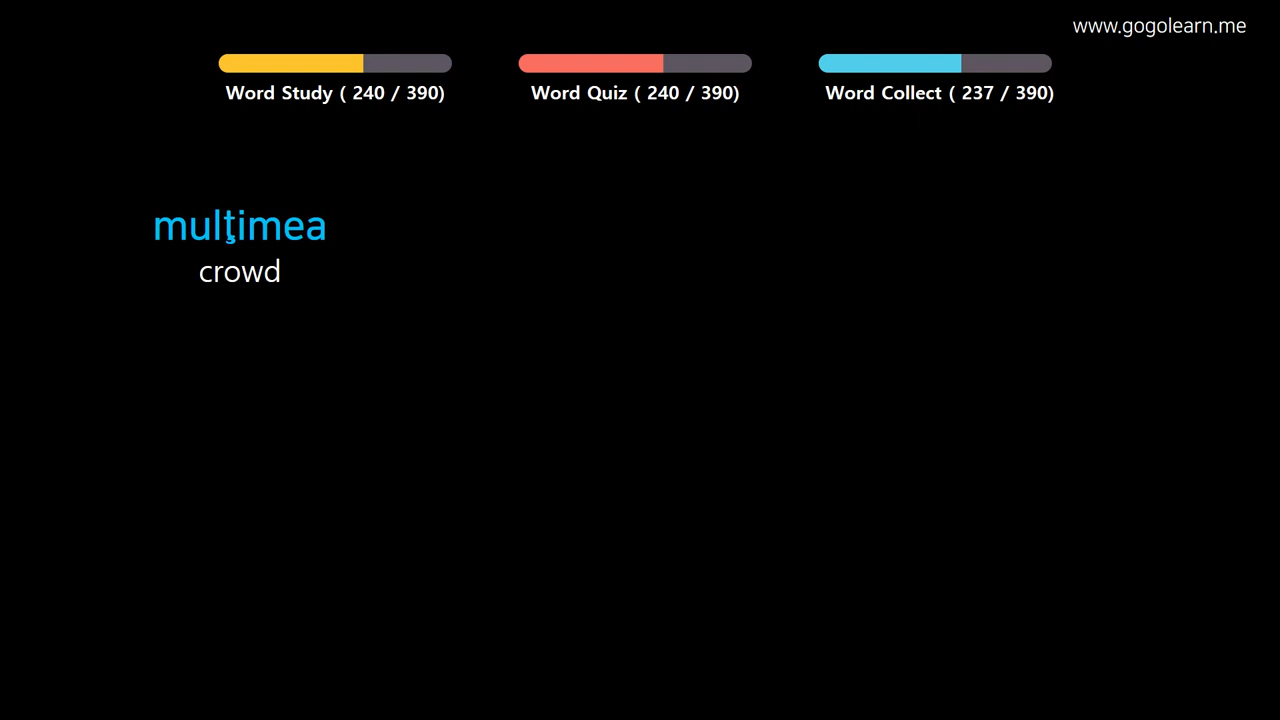 www.gogolearn.me
Word Study ( 240 / 390)
Word Quiz ( 240 / 390)
Word Collect ( 237 / 390)
mulţimea
crowd